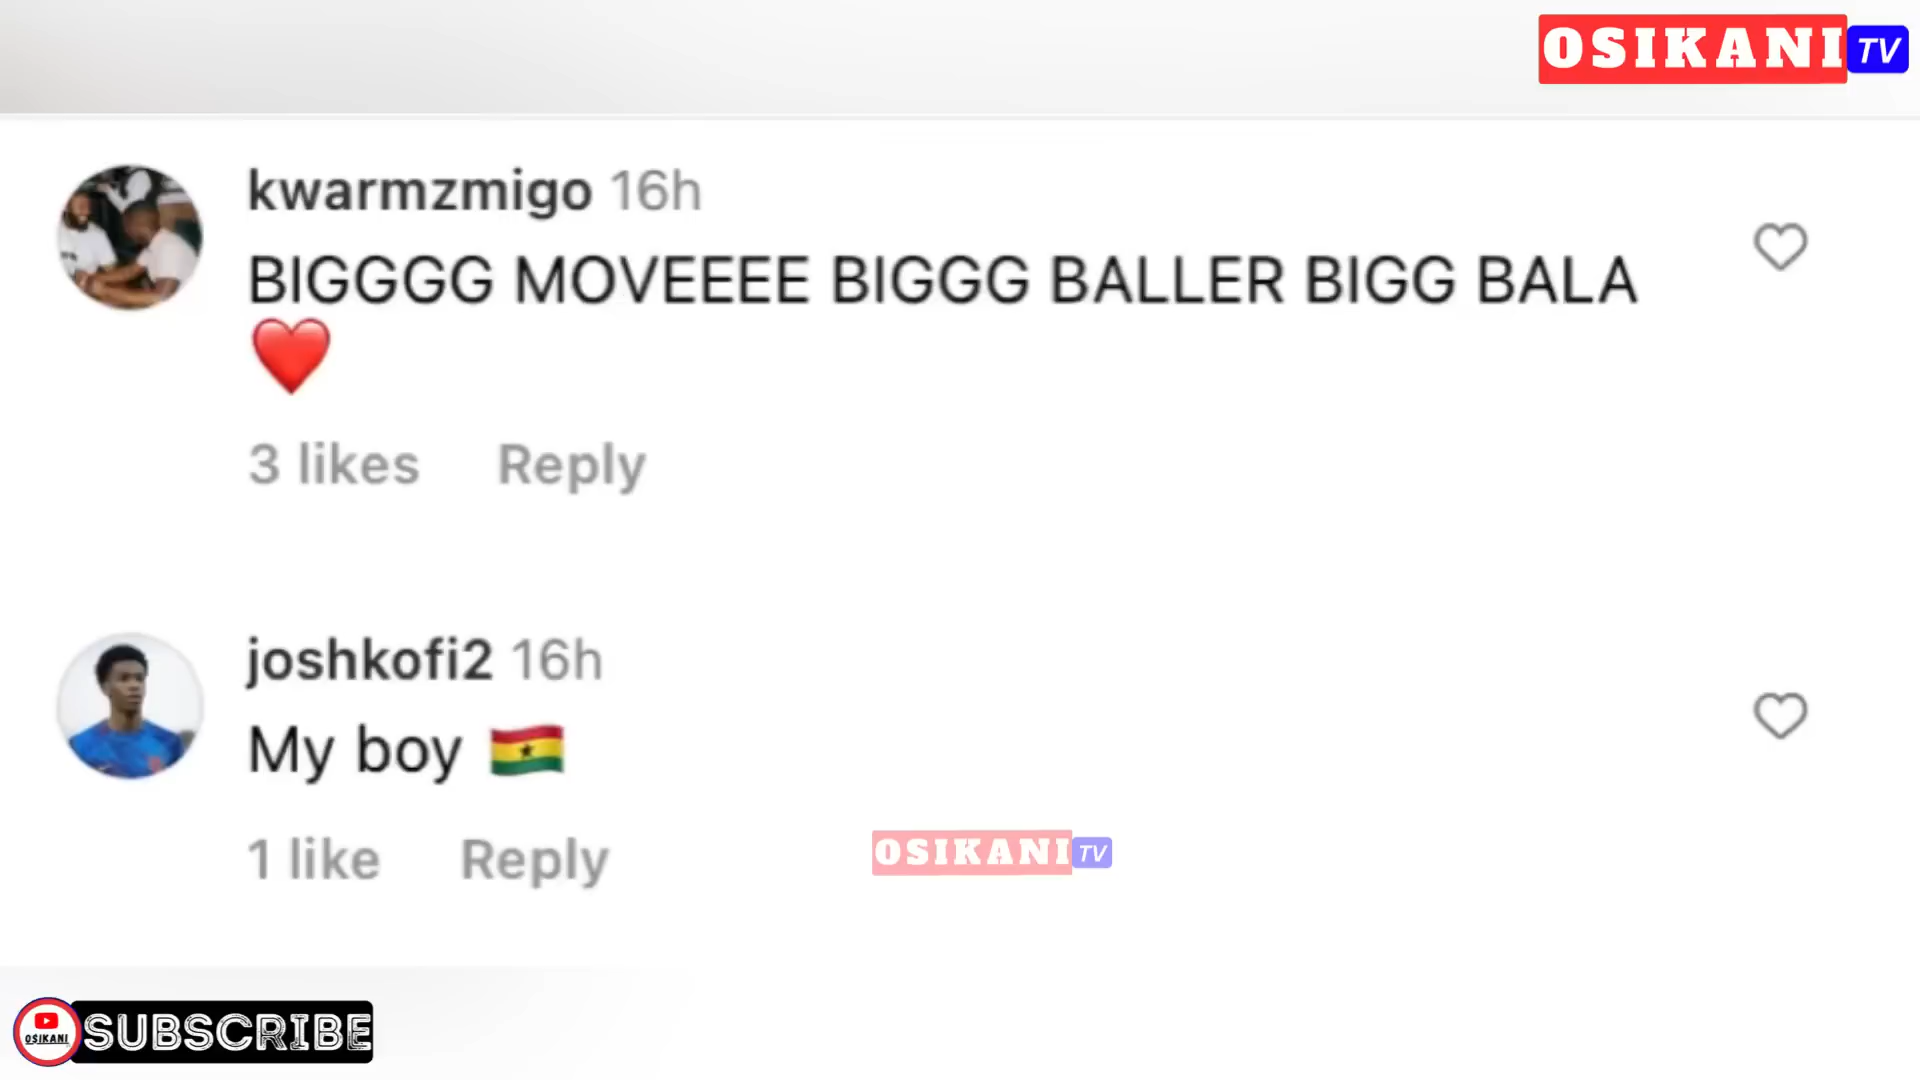 OSIKANI TV
kwarmzmigo 16h
BIGGGG MOVEEEE BIGGG BALLER BIGG BALA
❤️
3 likes Reply
joshkofi2 16h
My boy 🇬🇭
1 like Reply
OSIKANI TV
OSIKANI SUBSCRIBE